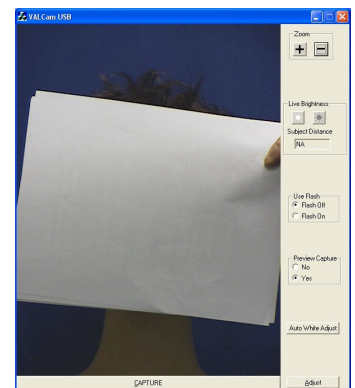 VALCam USB
Zoom
Live Brightness
Subject Distance
NA
Use Flash
Flash Off
Flash On
Preview Capture
No
Yes
Auto White Adjust
CAPTURE
Adjust